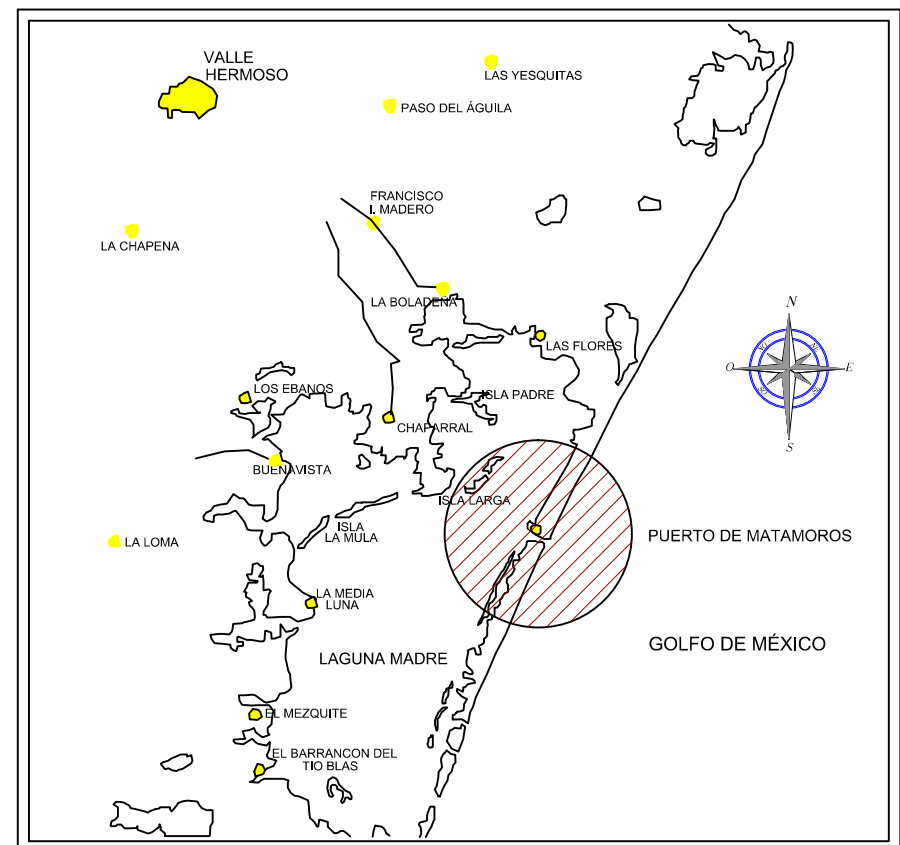 VALLE
HERMOSO
LAS YESQUITAS
PASO DEL ÁGUILA
FRANCISCO
I. MADERO
LA CHAPENA
LA BOLADEÑA
LAS FLORES
N
O
E
S
LOS EBANOS
ISLA PADRE
CHAPARRAL
BUENAVISTA
ISLA LARGA
ISLA
LA MULA
LA LOMA
PUERTO DE MATAMOROS
LA MEDIA
LUNA
GOLFO DE MÉXICO
LAGUNA MADRE
EL MEZQUITE
EL BARRANCON DEL
TIO BLAS